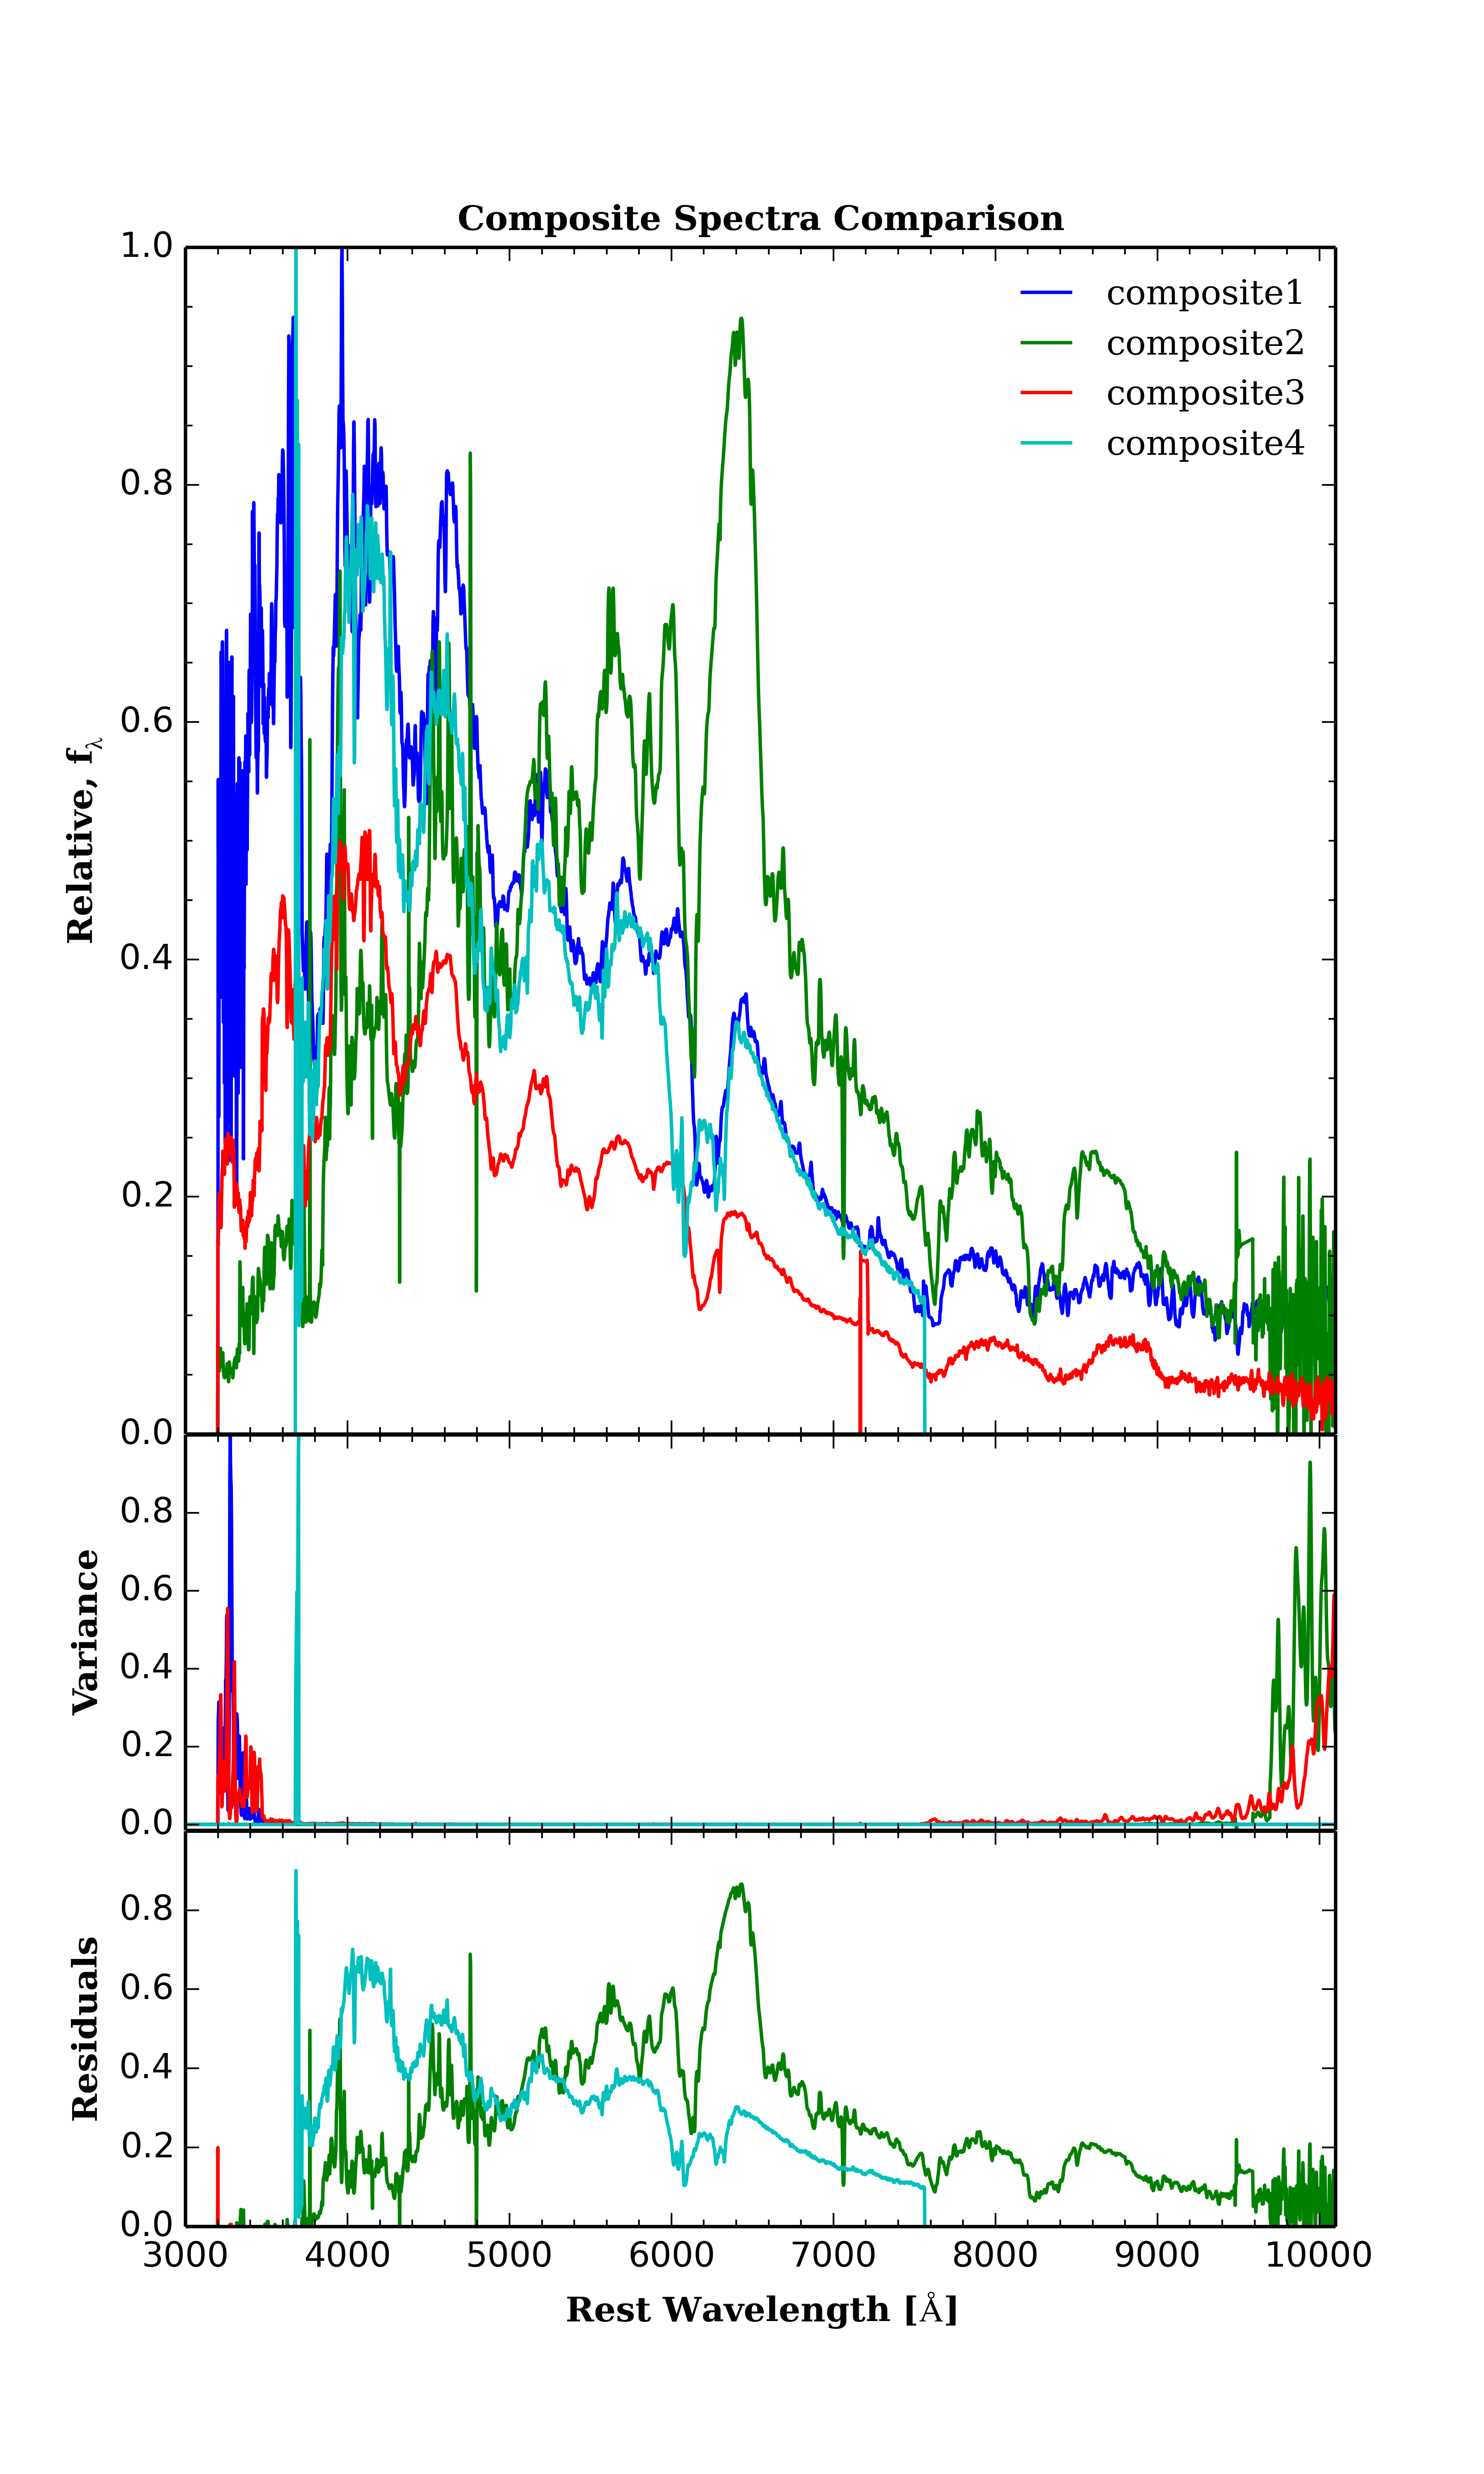 Composite Spectra Comparison
1.0
0.8
0.6
0.4
0.2
0.0
Relative, fλ
composite1
composite2
composite3
composite4
0.8
0.6
0.4
0.2
0.0
Variance
0.8
0.6
0.4
0.2
0.0
Residuals
3000 4000 5000 6000 7000 8000 9000 10000
Rest Wavelength [Å]